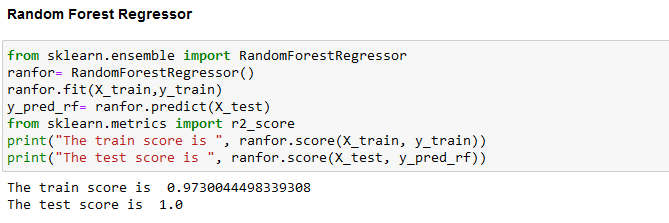 Random Forest Regressor
from sklearn.ensemble import RandomForestRegressor
ranfor= RandomForestRegressor()
ranfor.fit(X_train,y_train)
y_pred_rf= ranfor.predict(X_test)
from sklearn.metrics import r2_score
print("The train score is ", ranfor.score(X_train, y_train))
print("The test score is ", ranfor.score(X_test, y_pred_rf))
The train score is  0.9730044498339308
The test score is  1.0